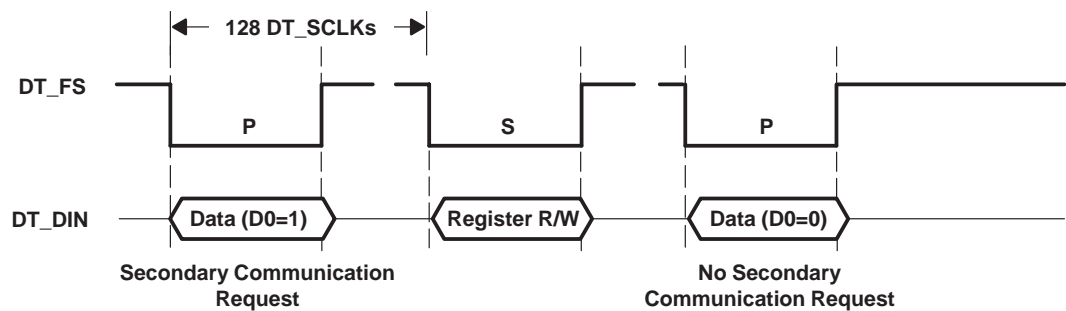 128 DT_SCLKs
DT_FS
P
S
P
DT_DIN
Data (D0=1)
Register R/W
Data (D0=0)
Secondary Communication
Request
No Secondary
Communication Request